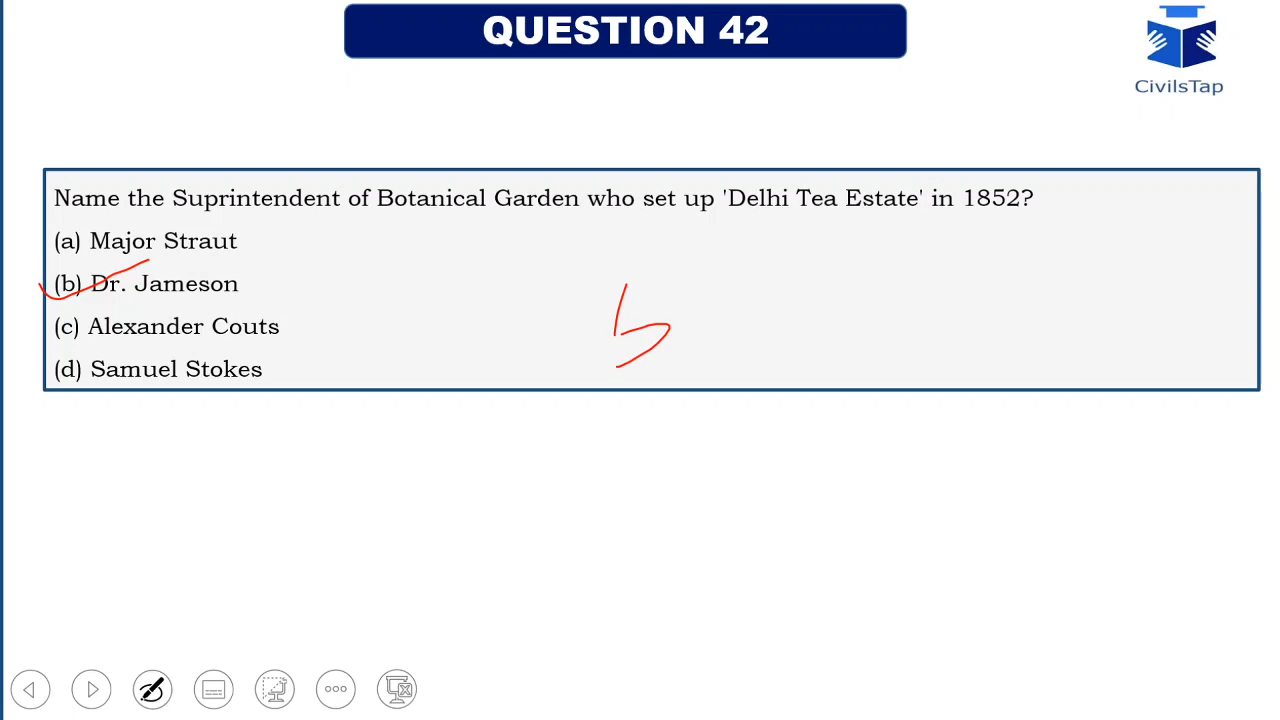 QUESTION 42
CivilsTap
Name the Suprintendent of Botanical Garden who set up 'Delhi Tea Estate' in 1852?
(a) Major Straut
(b) Dr. Jameson
(c) Alexander Couts
(d) Samuel Stokes